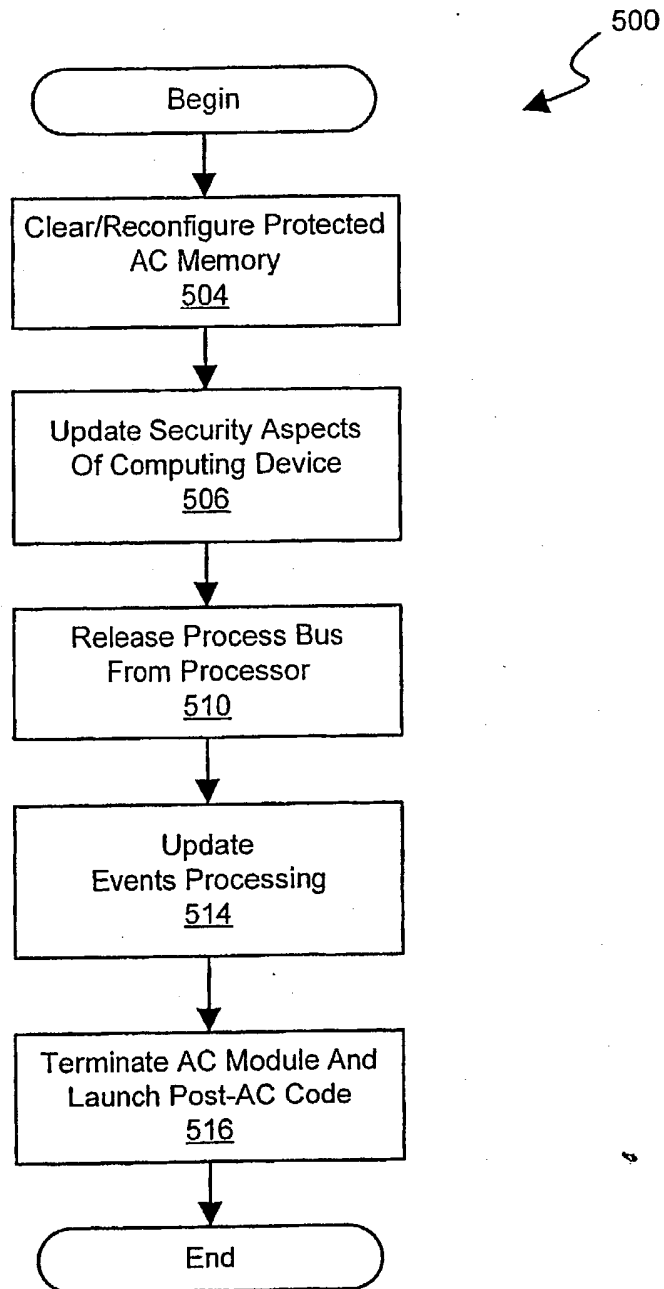 500
Begin
Clear/Reconfigure Protected
AC Memory
504
Update Security Aspects
Of Computing Device
506
Release Process Bus
From Processor
510
Update
Events Processing
514
Terminate AC Module And
Launch Post-AC Code
516
End